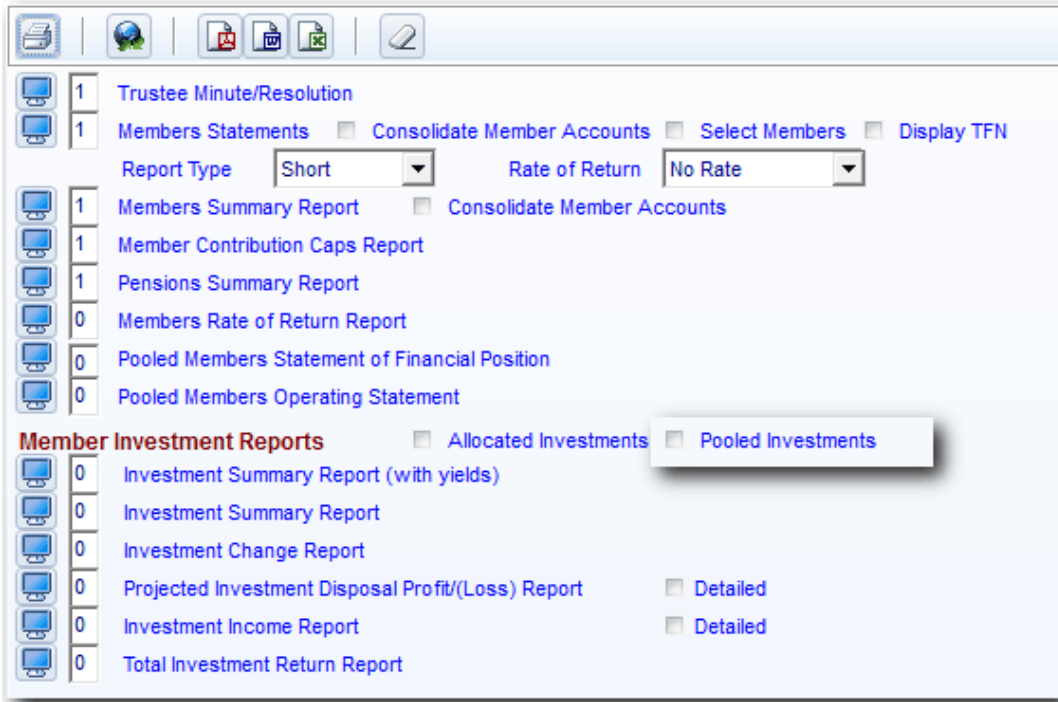 1 Trustee Minute/Resolution
1 Members Statements Consolidate Member Accounts Select Members Display TFN
Report Type Short Rate of Return No Rate
1 Members Summary Report Consolidate Member Accounts
1 Member Contribution Caps Report
1 Pensions Summary Report
0 Members Rate of Return Report
0 Pooled Members Statement of Financial Position
0 Pooled Members Operating Statement
Member Investment Reports Allocated Investments Pooled Investments
0 Investment Summary Report (with yields)
0 Investment Summary Report
0 Investment Change Report
0 Projected Investment Disposal Profit/(Loss) Report Detailed
0 Investment Income Report Detailed
0 Total Investment Return Report